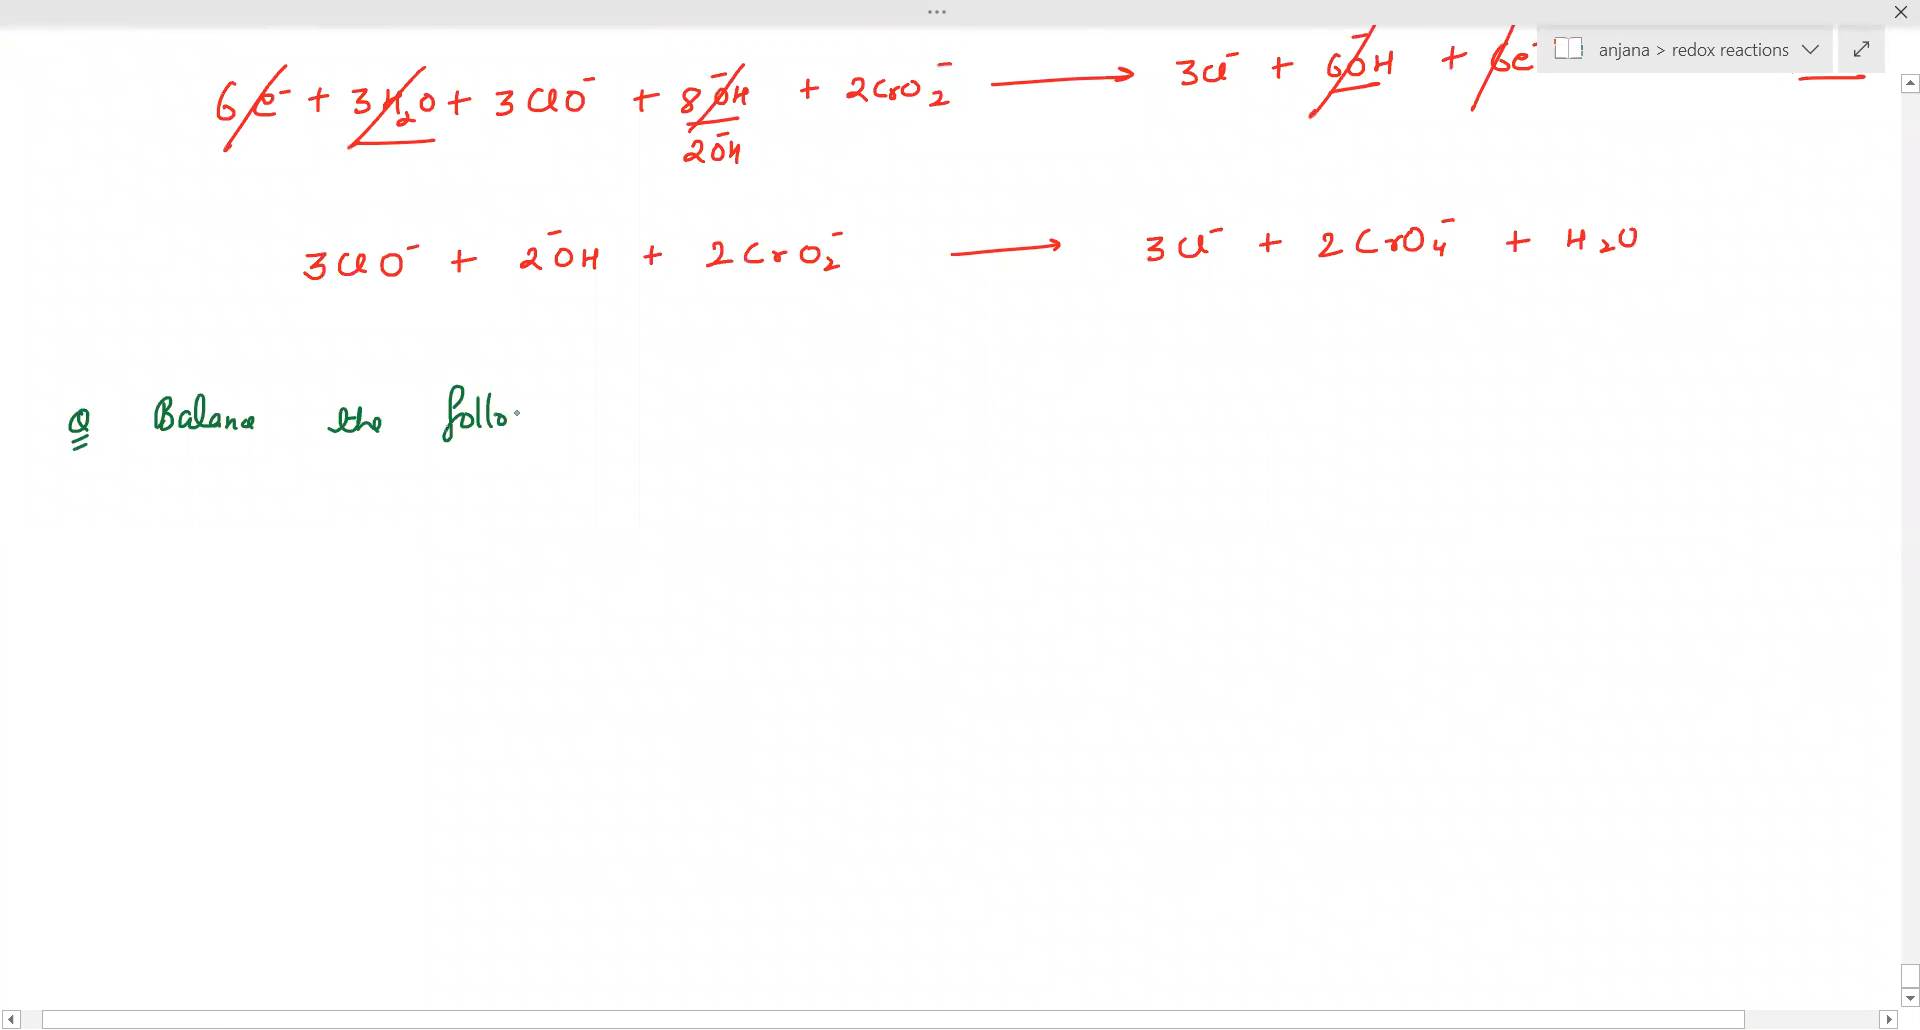 anjana > redox reactions
6e⁻ + 3H₂O + 3ClO⁻ + 8OH⁻ + 2CrO₂⁻ ⟶ 3Cl⁻ + 6OH⁻ + 6e⁻
2OH⁻
3ClO⁻ + 2OH⁻ + 2CrO₂⁻ ⟶ 3Cl⁻ + 2CrO₄⁻ + H₂O
Q Balance the follo